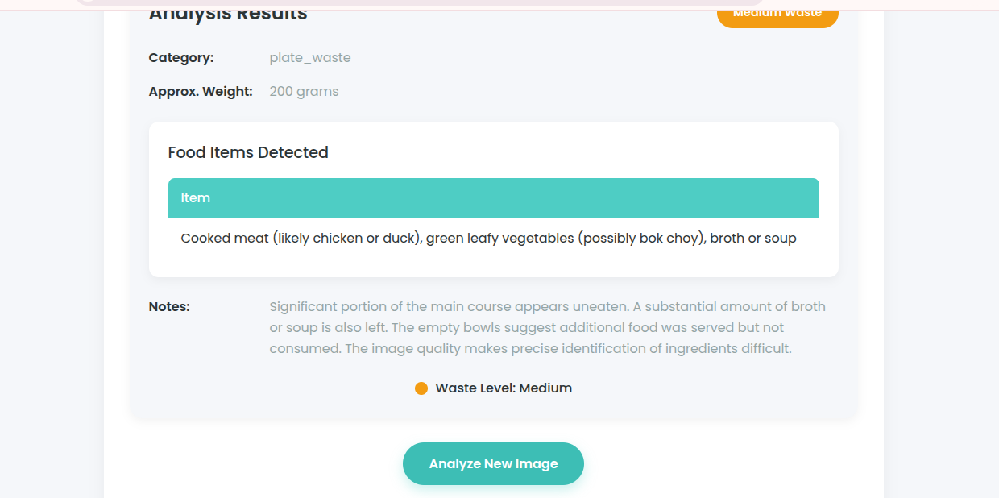 Analysis Results
Medium Waste
Category: plate_waste
Approx. Weight: 200 grams
Food Items Detected
Item
Cooked meat (likely chicken or duck), green leafy vegetables (possibly bok choy), broth or soup
Notes: Significant portion of the main course appears uneaten. A substantial amount of broth
or soup is also left. The empty bowls suggest additional food was served but not
consumed. The image quality makes precise identification of ingredients difficult.
Waste Level: Medium
Analyze New Image